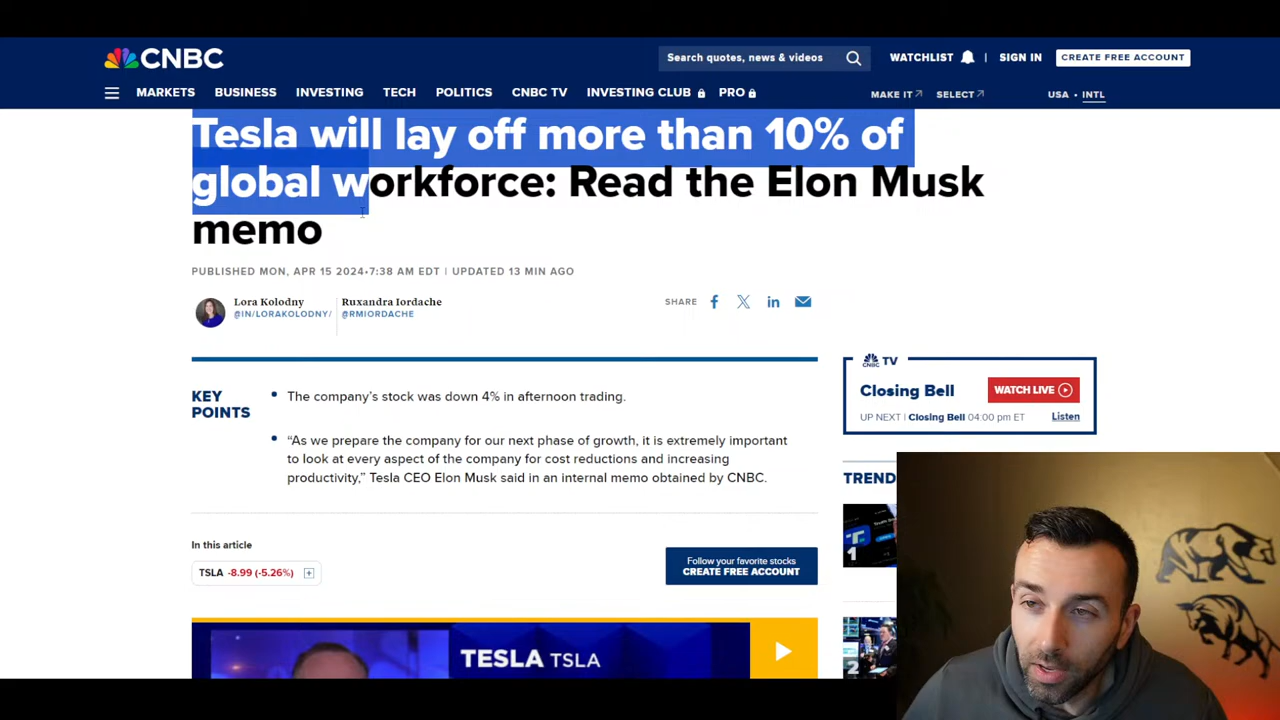 CNBC
Search quotes, news & videos
WATCHLIST
SIGN IN
CREATE FREE ACCOUNT
MARKETS
BUSINESS
INVESTING
TECH
POLITICS
CNBC TV
INVESTING CLUB
PRO
MAKE IT
SELECT
USA • INTL
Tesla will lay off more than 10% of
global workforce: Read the Elon Musk
memo
PUBLISHED MON, APR 15 2024•7:38 AM EDT | UPDATED 13 MIN AGO
Lora Kolodny
@IN/LORAKOLODNY/
Ruxandra Iordache
@RMIORDACHE
SHARE
KEY
POINTS
The company's stock was down 4% in afternoon trading.
“As we prepare the company for our next phase of growth, it is extremely important
to look at every aspect of the company for cost reductions and increasing
productivity,” Tesla CEO Elon Musk said in an internal memo obtained by CNBC.
TV
Closing Bell
WATCH LIVE
UP NEXT | Closing Bell 04:00 pm ET
Listen
TREND
1
2
In this article
TSLA -8.99 (-5.26%)
Follow your favorite stocks
CREATE FREE ACCOUNT
TESLA TSLA